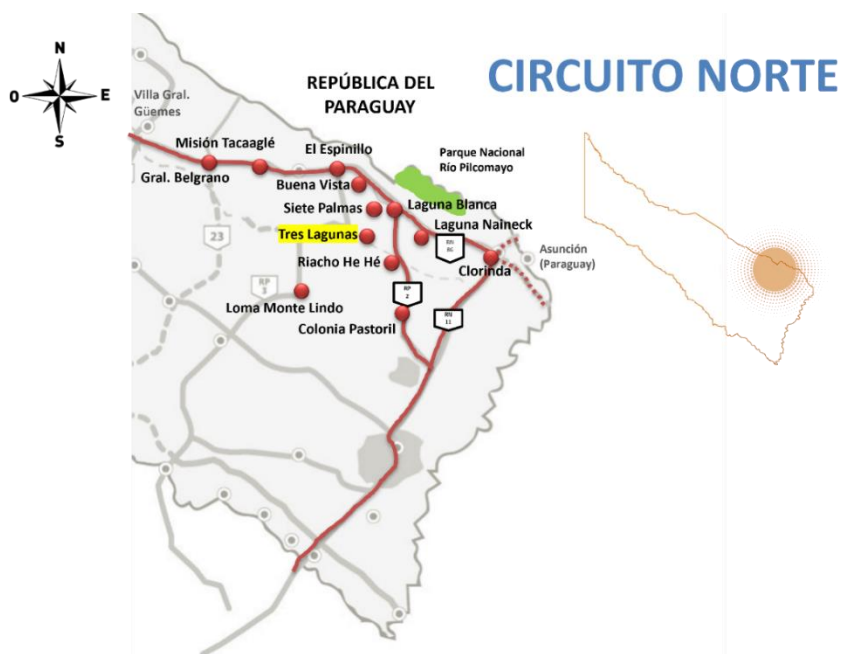 CIRCUITO NORTE
N
O
E
S
REPÚBLICA DEL
PARAGUAY
Villa Gral.
Güemes
Misión Tacaaglé
Gral. Belgrano
El Espinillo
Buena Vista
Parque Nacional
Río Pilcomayo
Siete Palmas
Laguna Blanca
Laguna Naineck
Tres Lagunas
23
RN
86
Asunción
(Paraguay)
Clorinda
Riacho He Hé
RP
3
RP
2
Loma Monte Lindo
RN
11
Colonia Pastoril